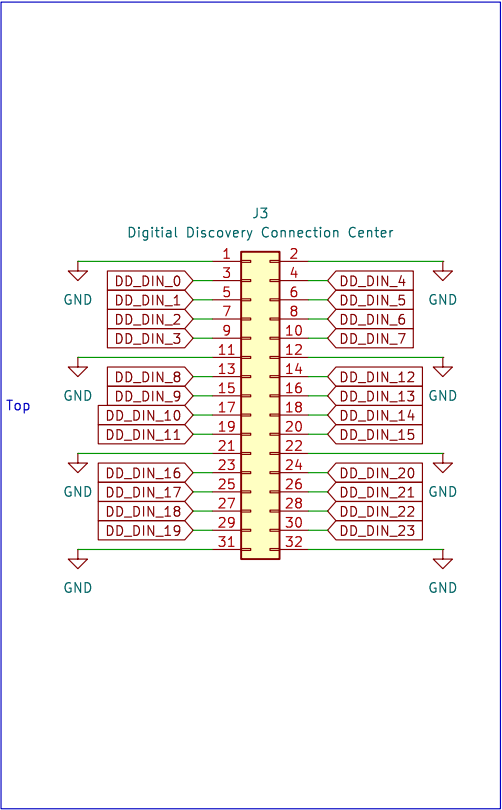 J3
Digitial Discovery Connection Center
1 2
DD_DIN_0 3 4 DD_DIN_4
GND DD_DIN_1 5 6 DD_DIN_5 GND
DD_DIN_2 7 8 DD_DIN_6
DD_DIN_3 9 10 DD_DIN_7
11 12
DD_DIN_8 13 14 DD_DIN_12
GND DD_DIN_9 15 16 DD_DIN_13 GND
Top
DD_DIN_10 17 18 DD_DIN_14
DD_DIN_11 19 20 DD_DIN_15
21 22
DD_DIN_16 23 24 DD_DIN_20
GND DD_DIN_17 25 26 DD_DIN_21 GND
DD_DIN_18 27 28 DD_DIN_22
DD_DIN_19 29 30 DD_DIN_23
31 32
GND GND